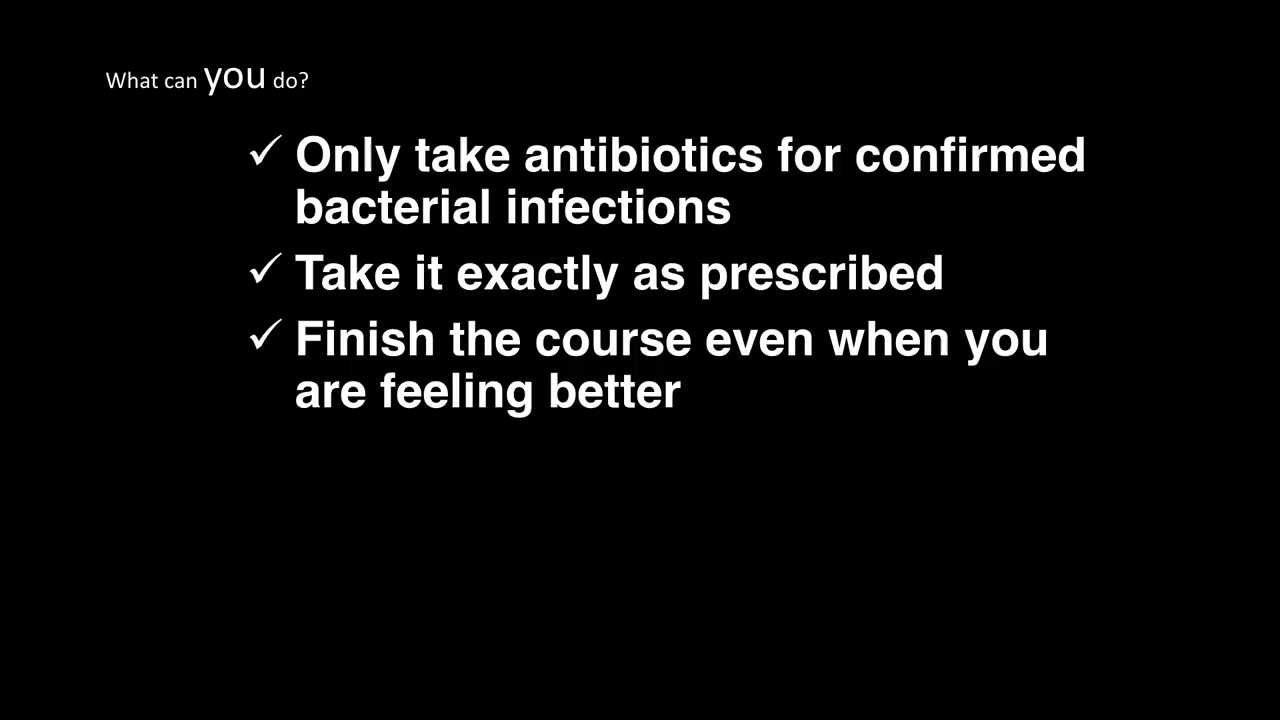 What can you do?
✓ Only take antibiotics for confirmed
bacterial infections
✓ Take it exactly as prescribed
✓ Finish the course even when you
are feeling better